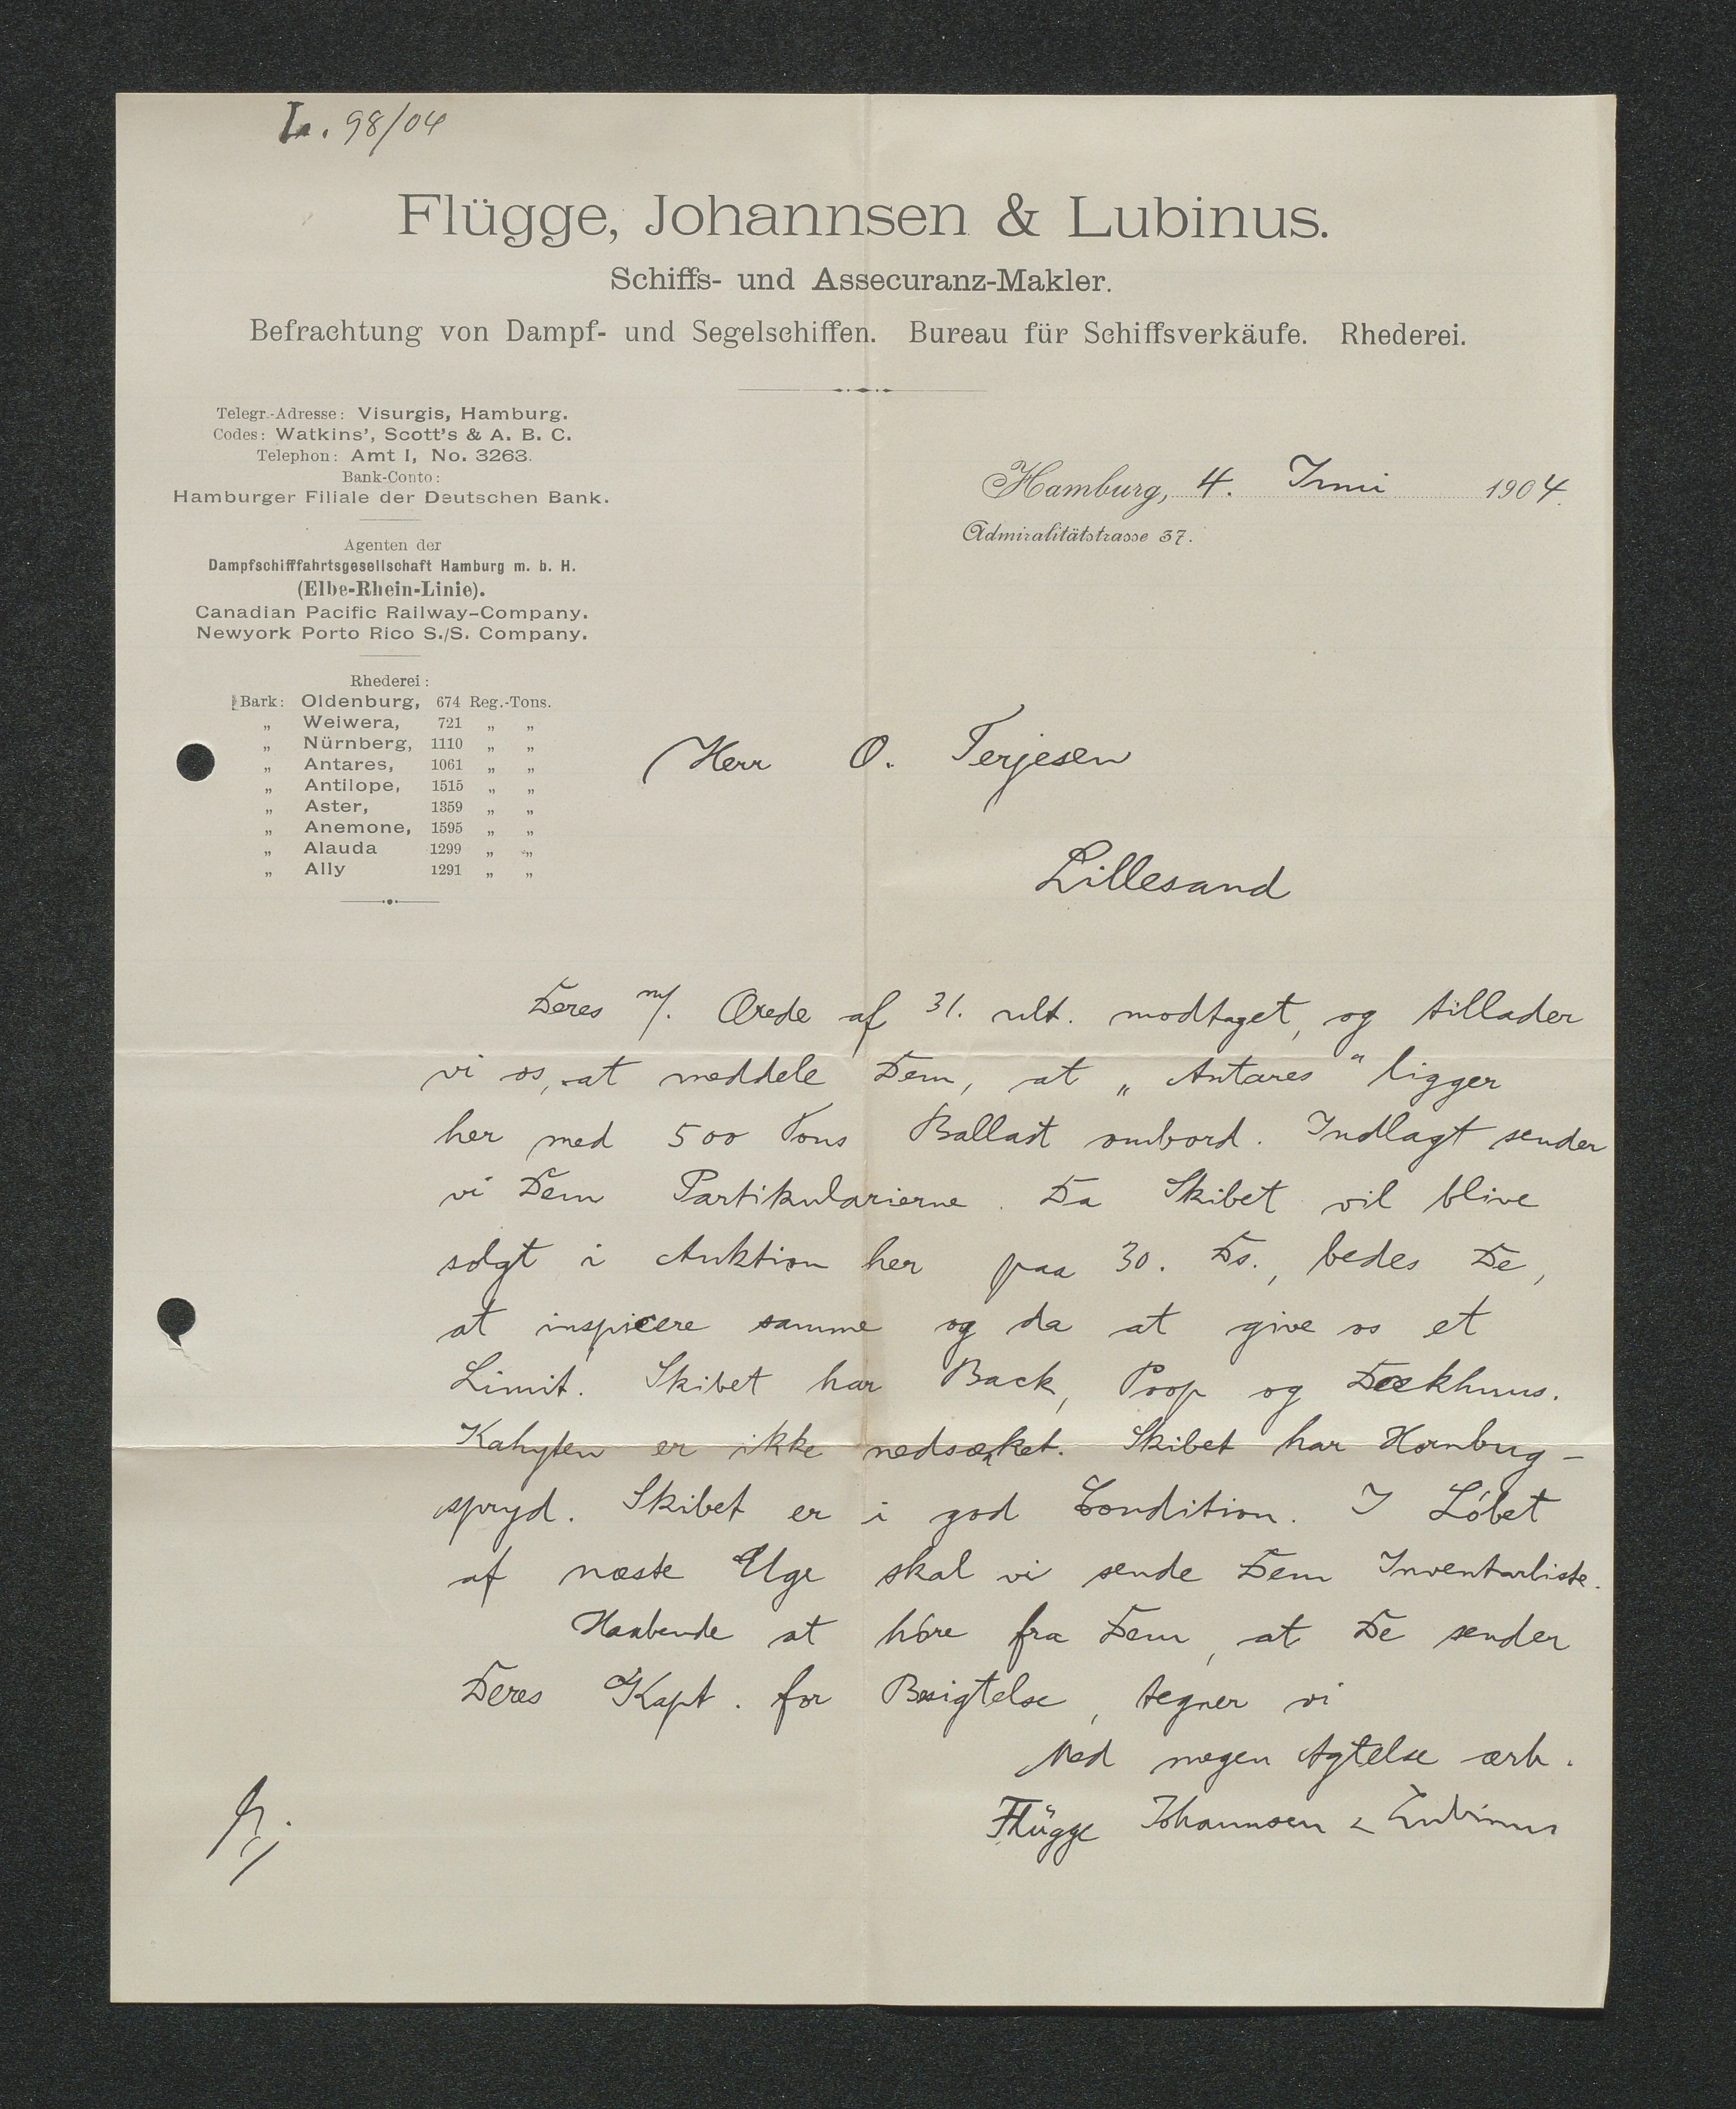 L. 98/04
Flügge, Johannsen & Lubinus.
Schiffs- und Assecuranz-Makler.
Befrachtung von Dampf- und Segelschiffen. Bureau für Schiffsverkäufe. Rhederei.
Telegr.-Adresse: Visurgis, Hamburg.
Codes: Watkins', Scott's & A. B. C.
Telephon: Amt I, No. 3263.
Bank-Conto:
Hamburger Filiale der Deutschen Bank.
Agenten der
Dampfschifffahrtsgesellschaft Hamburg m. b. H.
(Elbe-Rhein-Linie).
Canadian Pacific Railway-Company.
Newyork Porto Rico S./S. Company.
Rhederei:
Bark: Oldenburg, 674 Reg.-Tons.
„ Weiwera, 721 „ „
„ Nürnberg, 1110 „ „
„ Antares, 1061 „ „
„ Antilope, 1515 „ „
„ Aster, 1359 „ „
„ Anemone, 1595 „ „
„ Alauda 1299 „ „
„ Ally 1291 „ „
Hamburg, 4. Juni 1904.
Admiralitätstrasse 37.
Herr O. Terjesen
Lillesand
Deres m/. Ærede af 31. ult. modtaget, og tillader
vi os, at meddele Dem, at „Antares" ligger
her med 500 Tons Ballast ombord. Indlagt sender
vi Dem Partikularierne. Da Skibet vil blive
solgt i Auktion her paa 30. Ds., bedes De,
at inspicere samme og da at give os et
Limit. Skibet har Back, Poop og Dækhuus.
Kahyten er ikke nedsænket. Skibet har Hornbug-
spryd. Skibet er i god Condition. I Löbet
af næste Uge skal vi sende Dem Inventarliste.
Haabende at höre fra Dem, at De sender
Deres Kapt. for Besigtelse, tegner vi
Med megen Agtelse ærb.
Flügge Johannsen & Lubinus